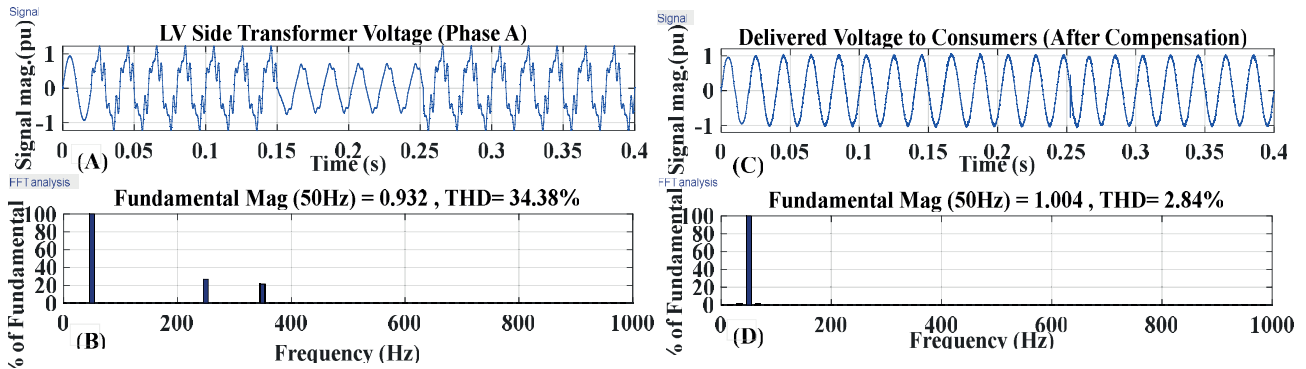 Signal
LV Side Transformer Voltage (Phase A)
Signal mag.(pu)
1
0
-1
0 0.05 0.1 0.15 0.2 0.25 0.3 0.35 0.4
(A)
Time (s)
FFT analysis
Fundamental Mag (50Hz) = 0.932 , THD= 34.38%
% of Fundamental
100
80
60
40
20
0
0 200 400 600 800 1000
(B)
Frequency (Hz)
Signal
Delivered Voltage to Consumers (After Compensation)
Signal mag.(pu)
1
0
-1
0 0.05 0.1 0.15 0.2 0.25 0.3 0.35 0.4
(C)
Time (s)
FFT analysis
Fundamental Mag (50Hz) = 1.004 , THD= 2.84%
% of Fundamental
100
80
60
40
20
0
0 200 400 600 800 1000
(D)
Frequency (Hz)